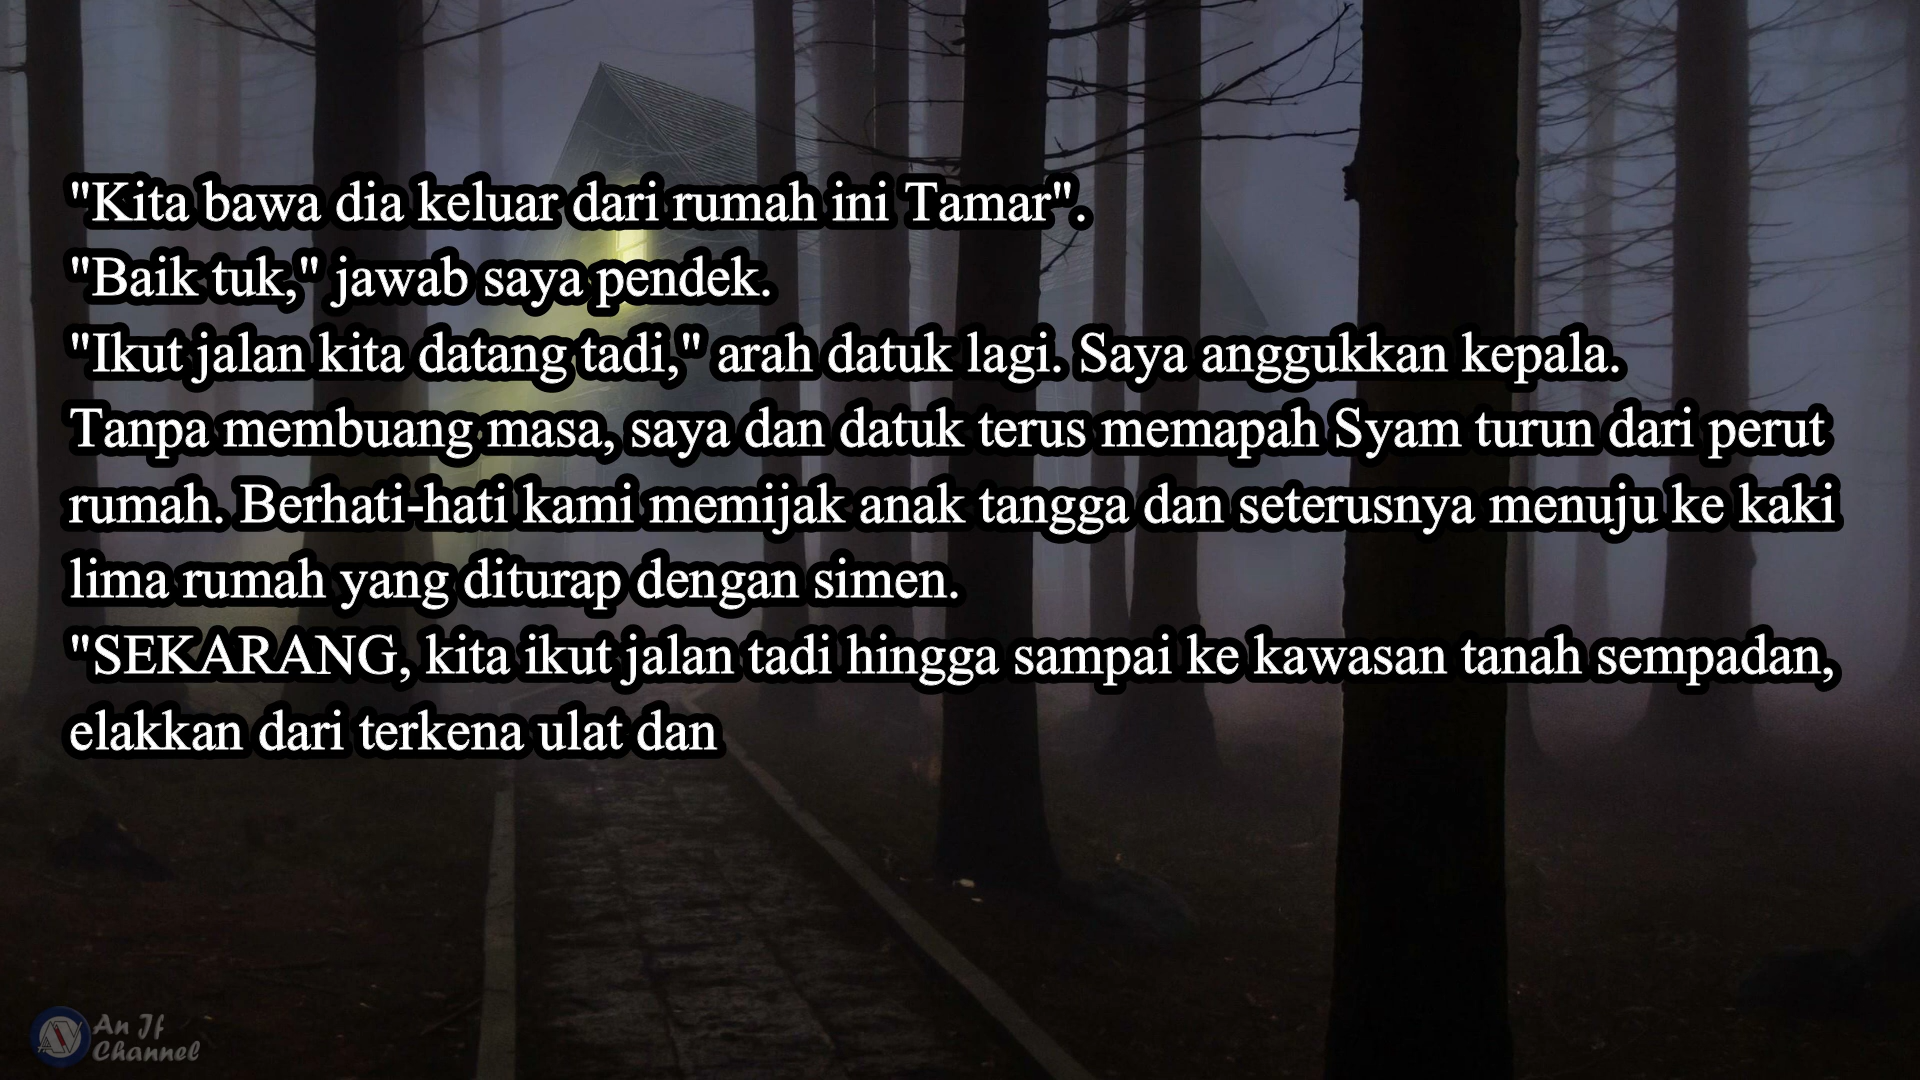 "Kita bawa dia keluar dari rumah ini Tamar".
"Baik tuk," jawab saya pendek.
"Ikut jalan kita datang tadi," arah datuk lagi. Saya anggukkan kepala.
Tanpa membuang masa, saya dan datuk terus memapah Syam turun dari perut
rumah. Berhati-hati kami memijak anak tangga dan seterusnya menuju ke kaki
lima rumah yang diturap dengan simen.
"SEKARANG, kita ikut jalan tadi hingga sampai ke kawasan tanah sempadan,
elakkan dari terkena ulat dan
An Jf
Channel